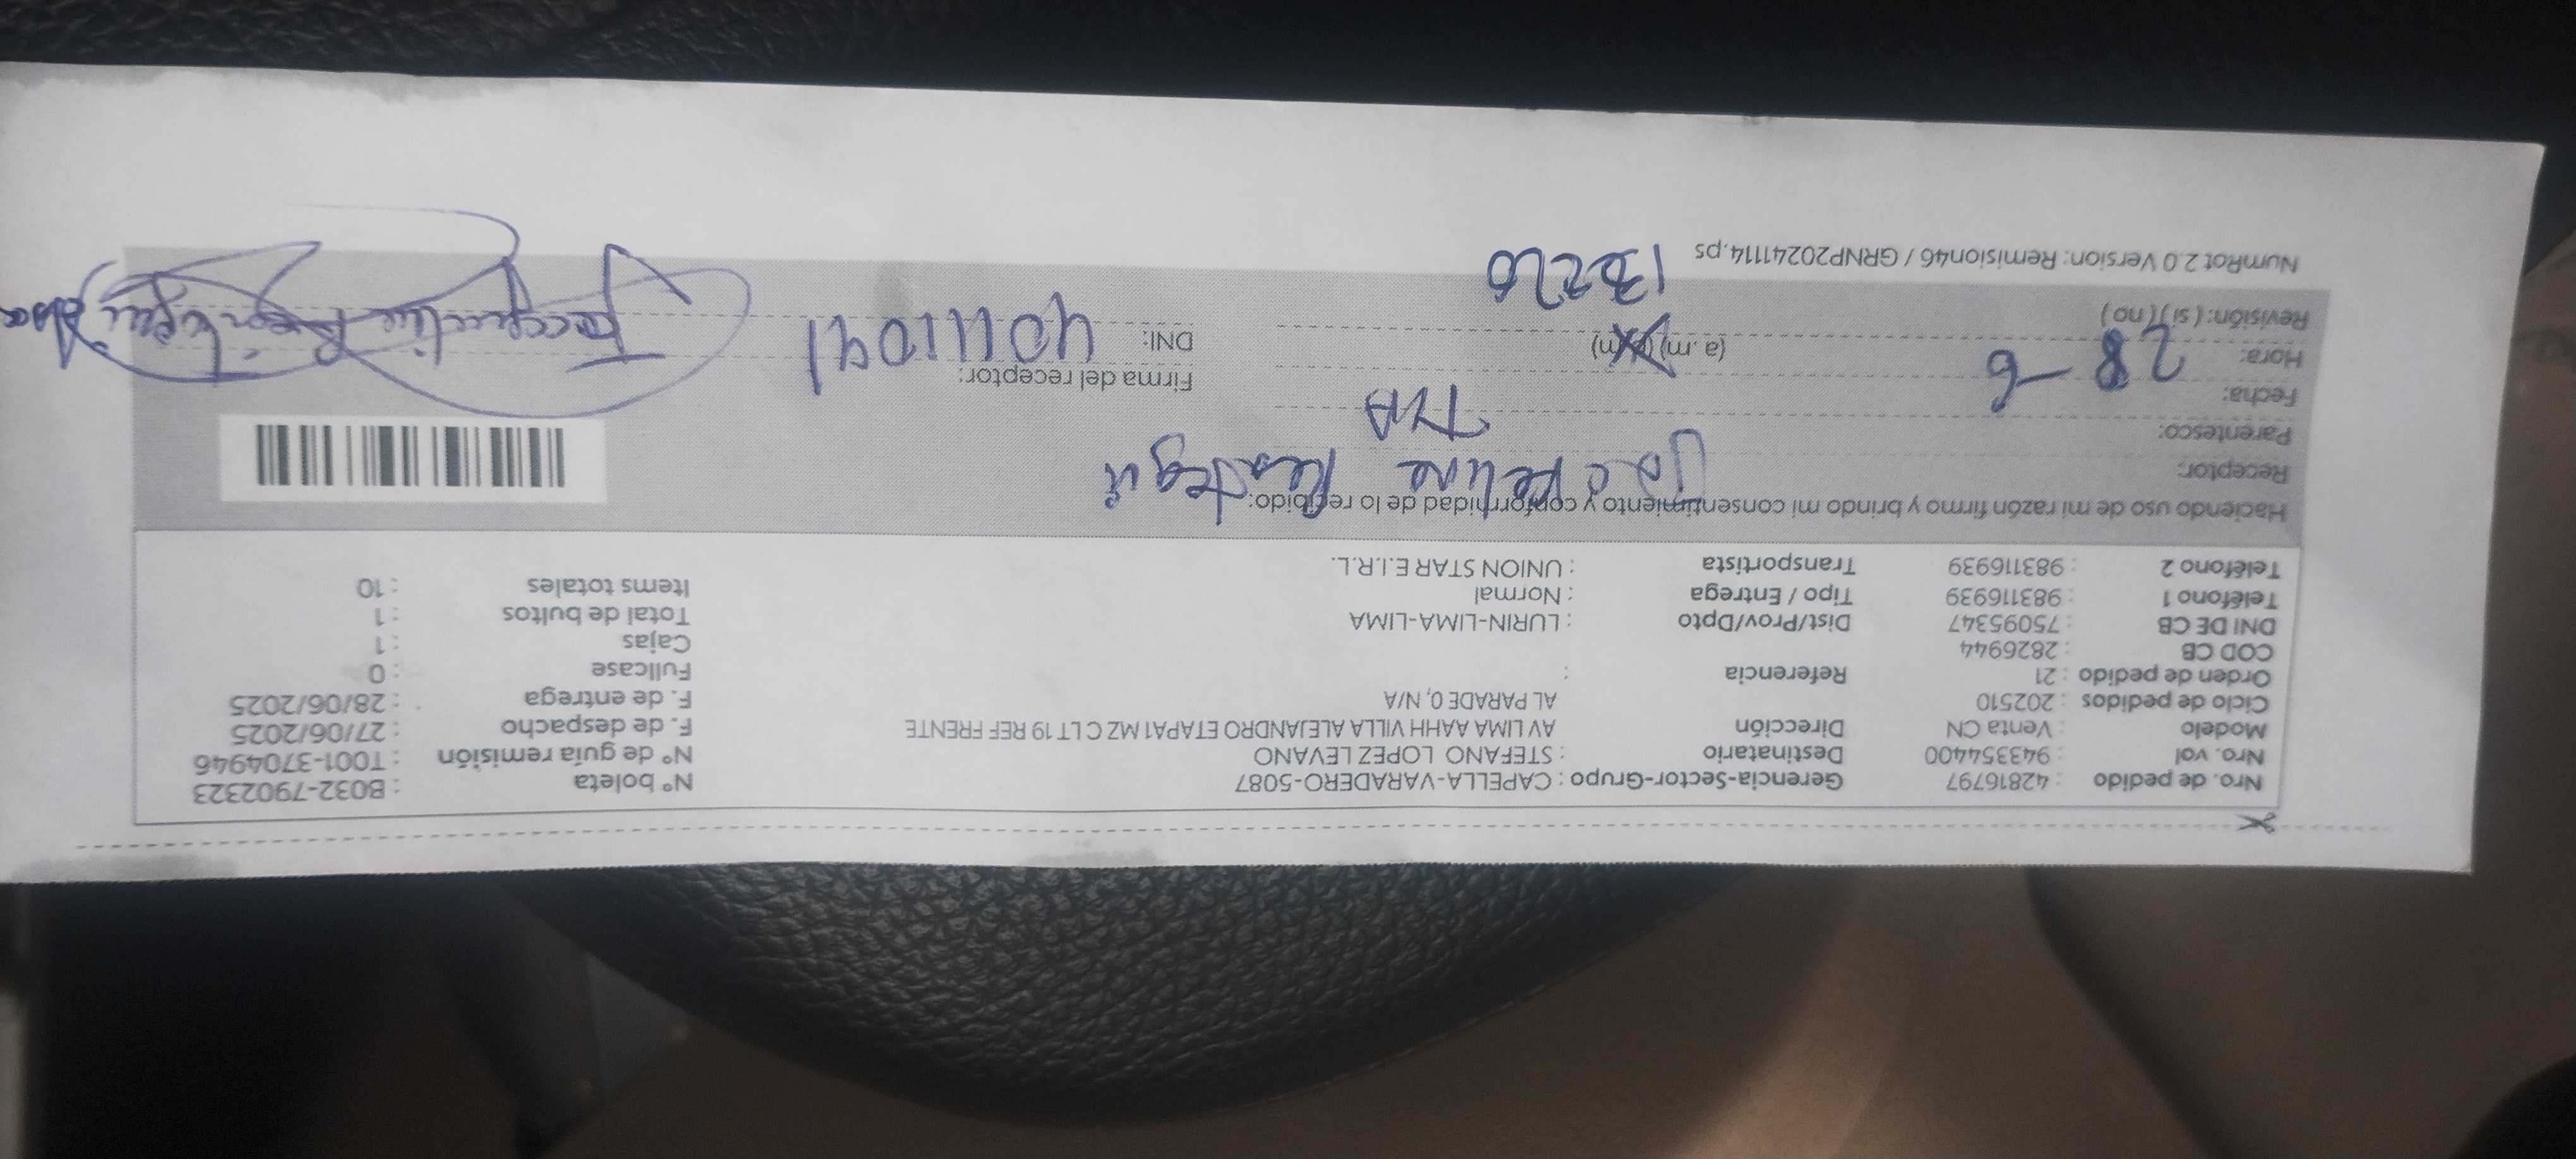 Nro. de pedido : 42816797 Gerencia-Sector-Grupo : CAPELLA-VARADERO-5087 N° boleta : B032-7902323
Nro. val : 943354400 Destinatario : STEFANO LOPEZ LEVANO N° de guía remisión : T001-3704946
Modelo : Venta CN Dirección AV LIMA AAHH VILLA ALEJANDRO ETAPA1 MZ C LT 19 REF FRENTE F. de despacho : 27/06/2025
Ciclo de pedidos : 202510 AL PARADE 0, N/A F. de entrega : 28/06/2025
Orden de pedido : 21 Referencia : Fullcase : 0
COD CB : 2826944 Cajas : 1
DNI DE CB : 75095347 Dist/Prov/Dpto : LURIN-LIMA-LIMA Total de bultos : 1
Teléfono 1 : 983116939 Tipo / Entrega : Normal Items totales : 10
Teléfono 2 : 983116939 Transportista : UNION STAR E.I.R.L.
Haciendo uso de mi razón firmo y brindo mi consentimiento y conformidad de lo recibido:
Receptor: Reategui
Parentesco: TIA
Fecha: 28-6 Firma del receptor:
Hora: (a.m) (p.m) DNI: 40111041
Revisión: ( si ) ( no )
NumRot 2.0 Version: Remision46 / GRNP20241114.ps